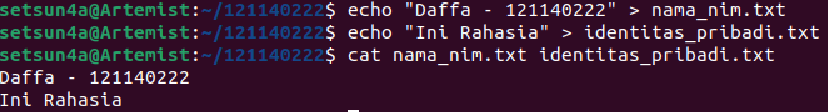 setsun4a@Artemist:~/121140222$ echo "Daffa - 121140222" > nama_nim.txt
setsun4a@Artemist:~/121140222$ echo "Ini Rahasia" > identitas_pribadi.txt
setsun4a@Artemist:~/121140222$ cat nama_nim.txt identitas_pribadi.txt
Daffa - 121140222
Ini Rahasia